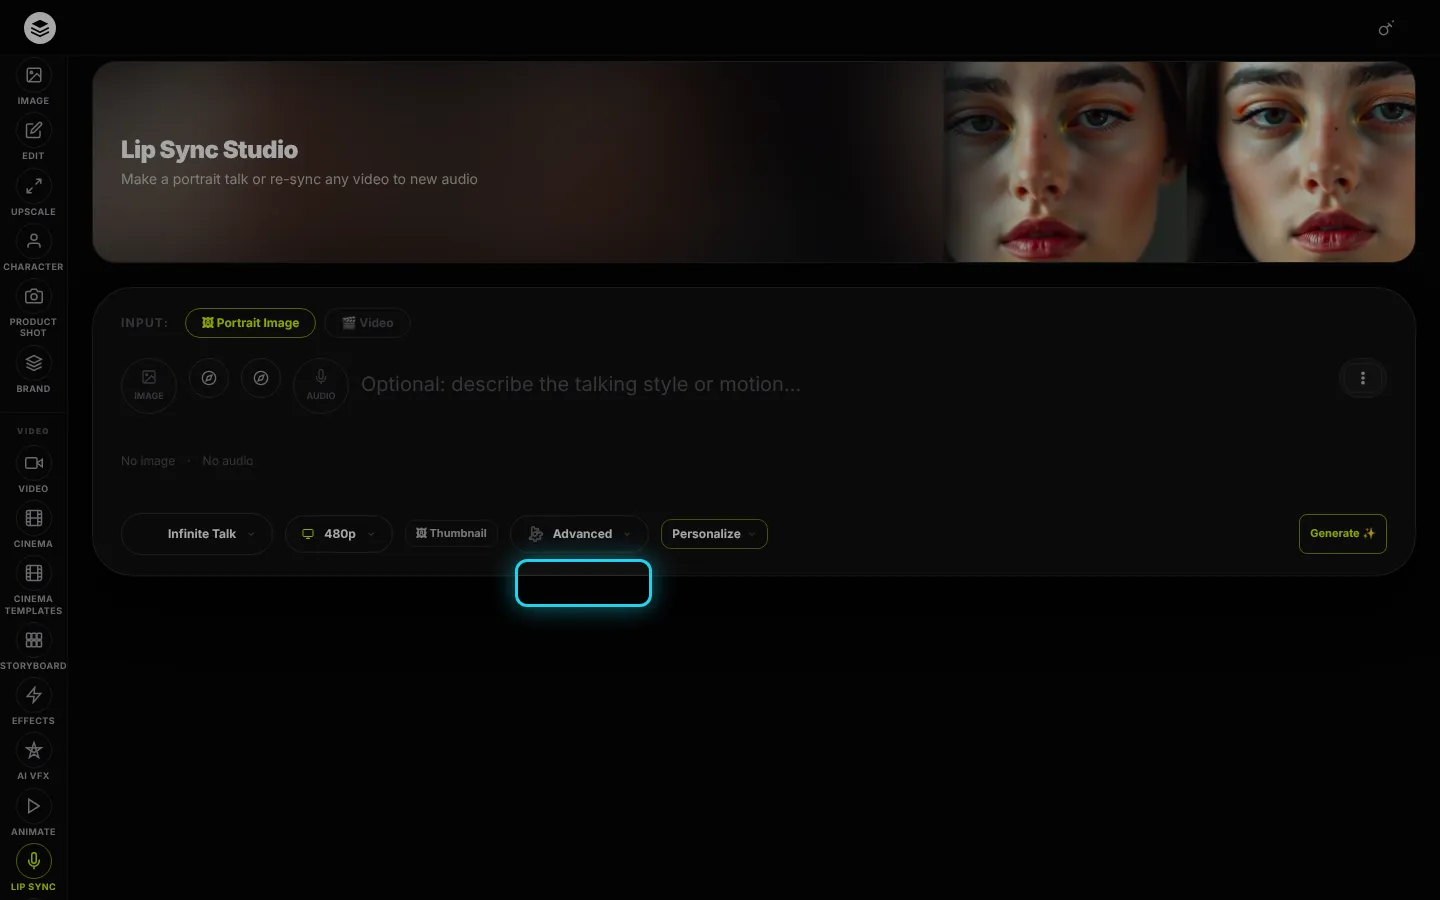 Lip Sync Studio
Make a portrait talk or re-sync any video to new audio
INPUT:
Portrait Image
Video
IMAGE
AUDIO
Optional: describe the talking style or motion...
No image · No audio
Infinite Talk
480p
Thumbnail
Advanced
Personalize
Generate ✨
IMAGE
EDIT
UPSCALE
CHARACTER
PRODUCT
SHOT
BRAND
VIDEO
VIDEO
CINEMA
CINEMA
TEMPLATES
STORYBOARD
EFFECTS
AI VFX
ANIMATE
LIP SYNC